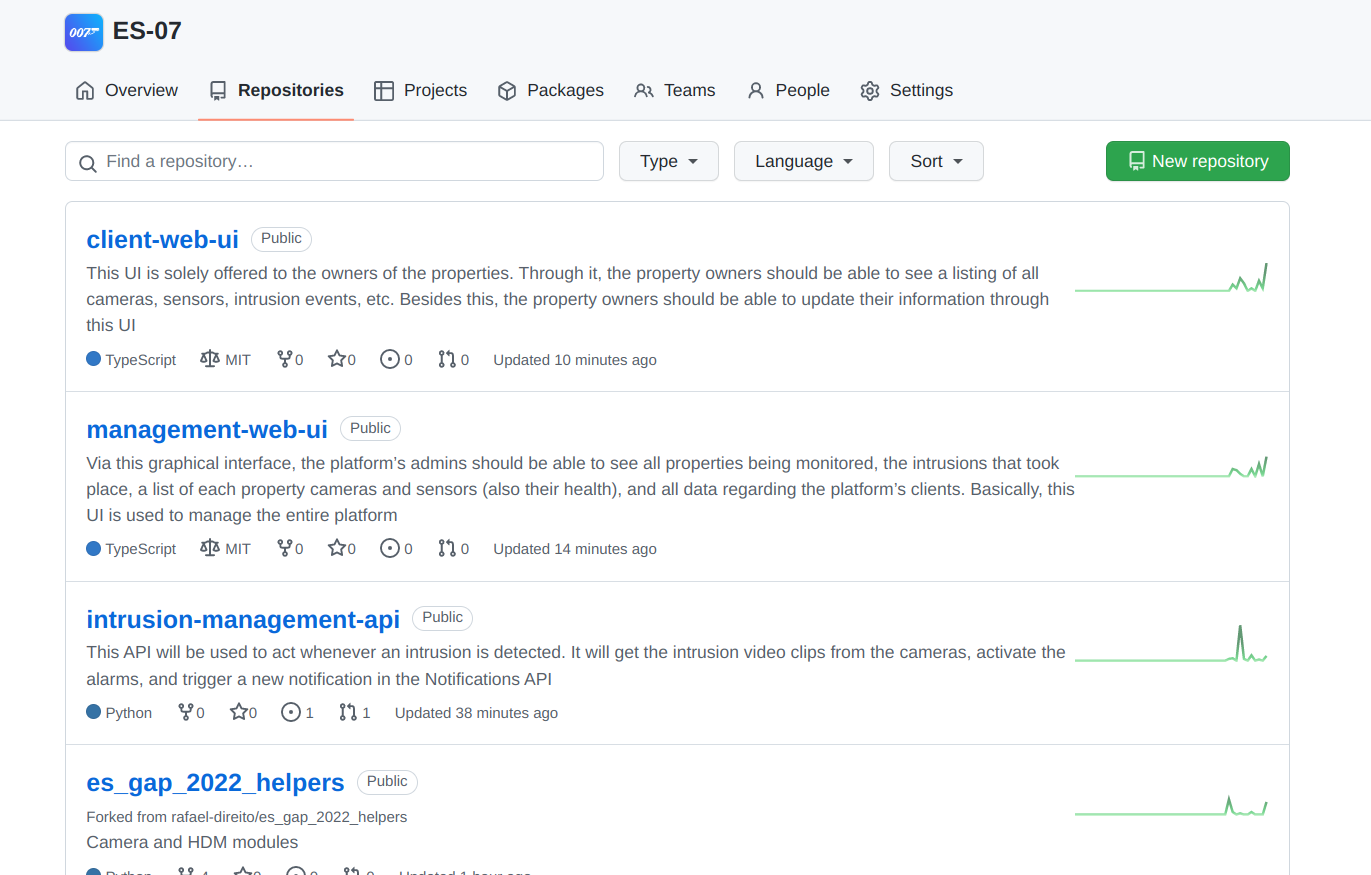 007 ES-07
Overview Repositories Projects Packages Teams People Settings
Find a repository… Type Language Sort New repository
client-web-ui Public
This UI is solely offered to the owners of the properties. Through it, the property owners should be able to see a listing of all
cameras, sensors, intrusion events, etc. Besides this, the property owners should be able to update their information through
this UI
TypeScript MIT 0 0 0 0 Updated 10 minutes ago
management-web-ui Public
Via this graphical interface, the platform’s admins should be able to see all properties being monitored, the intrusions that took
place, a list of each property cameras and sensors (also their health), and all data regarding the platform’s clients. Basically, this
UI is used to manage the entire platform
TypeScript MIT 0 0 0 0 Updated 14 minutes ago
intrusion-management-api Public
This API will be used to act whenever an intrusion is detected. It will get the intrusion video clips from the cameras, activate the
alarms, and trigger a new notification in the Notifications API
Python 0 0 1 1 Updated 38 minutes ago
es_gap_2022_helpers Public
Forked from rafael-direito/es_gap_2022_helpers
Camera and HDM modules
Python 4 0 0 0 Updated 1 hour ago